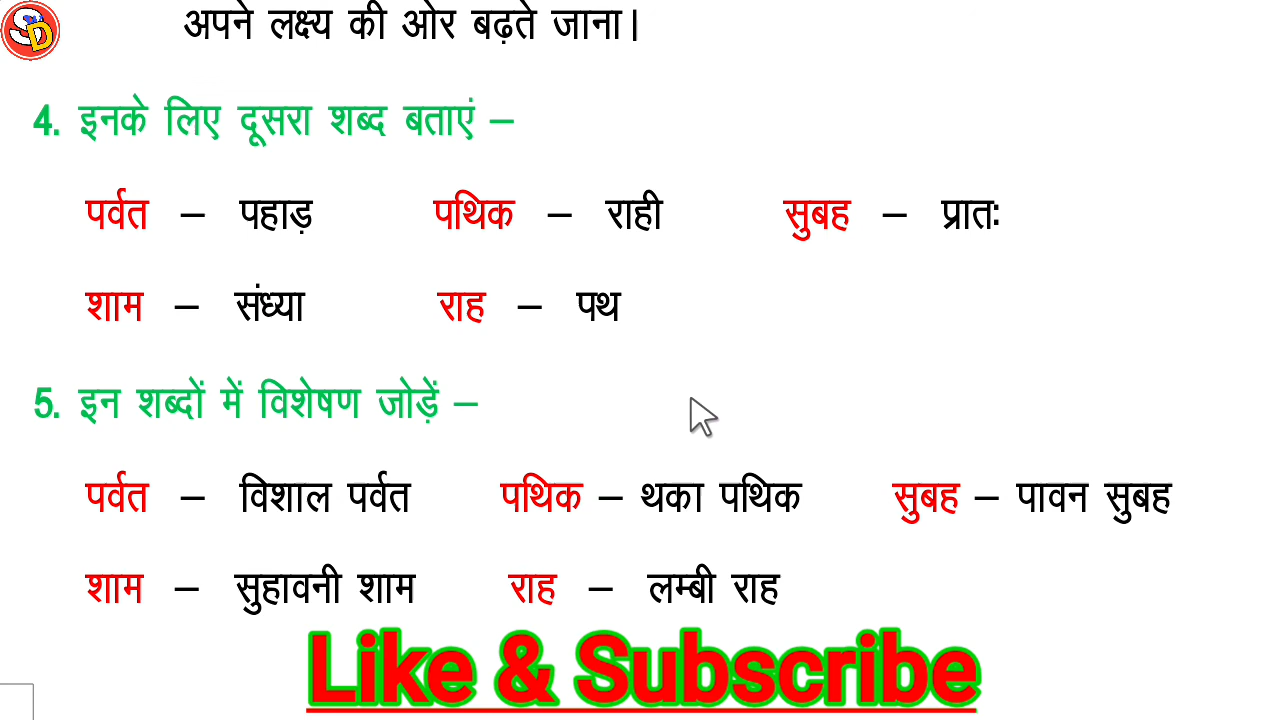 SD
अपने लक्ष्य की ओर बढ़ते जाना।
4. इनके लिए दूसरा शब्द बताएं –
पर्वत – पहाड़ पथिक – राही सुबह – प्रातः
शाम – संध्या राह – पथ
5. इन शब्दों में विशेषण जोड़ें –
पर्वत – विशाल पर्वत पथिक – थका पथिक सुबह – पावन सुबह
शाम – सुहावनी शाम राह – लम्बी राह
Like & Subscribe